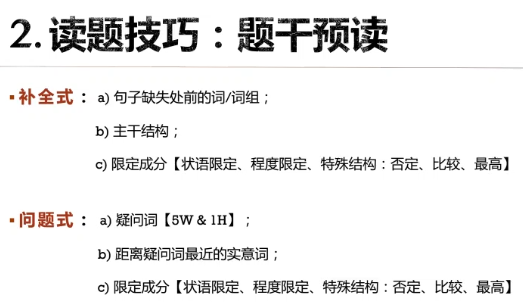 2. 读题技巧：题干预读
▪补全式： a) 句子缺失处前的词/词组；
b) 主干结构；
c) 限定成分【状语限定、程度限定、特殊结构：否定、比较、最高】
▪问题式： a) 疑问词【5W & 1H】；
b) 距离疑问词最近的实意词；
c) 限定成分【状语限定、程度限定、特殊结构：否定、比较、最高】